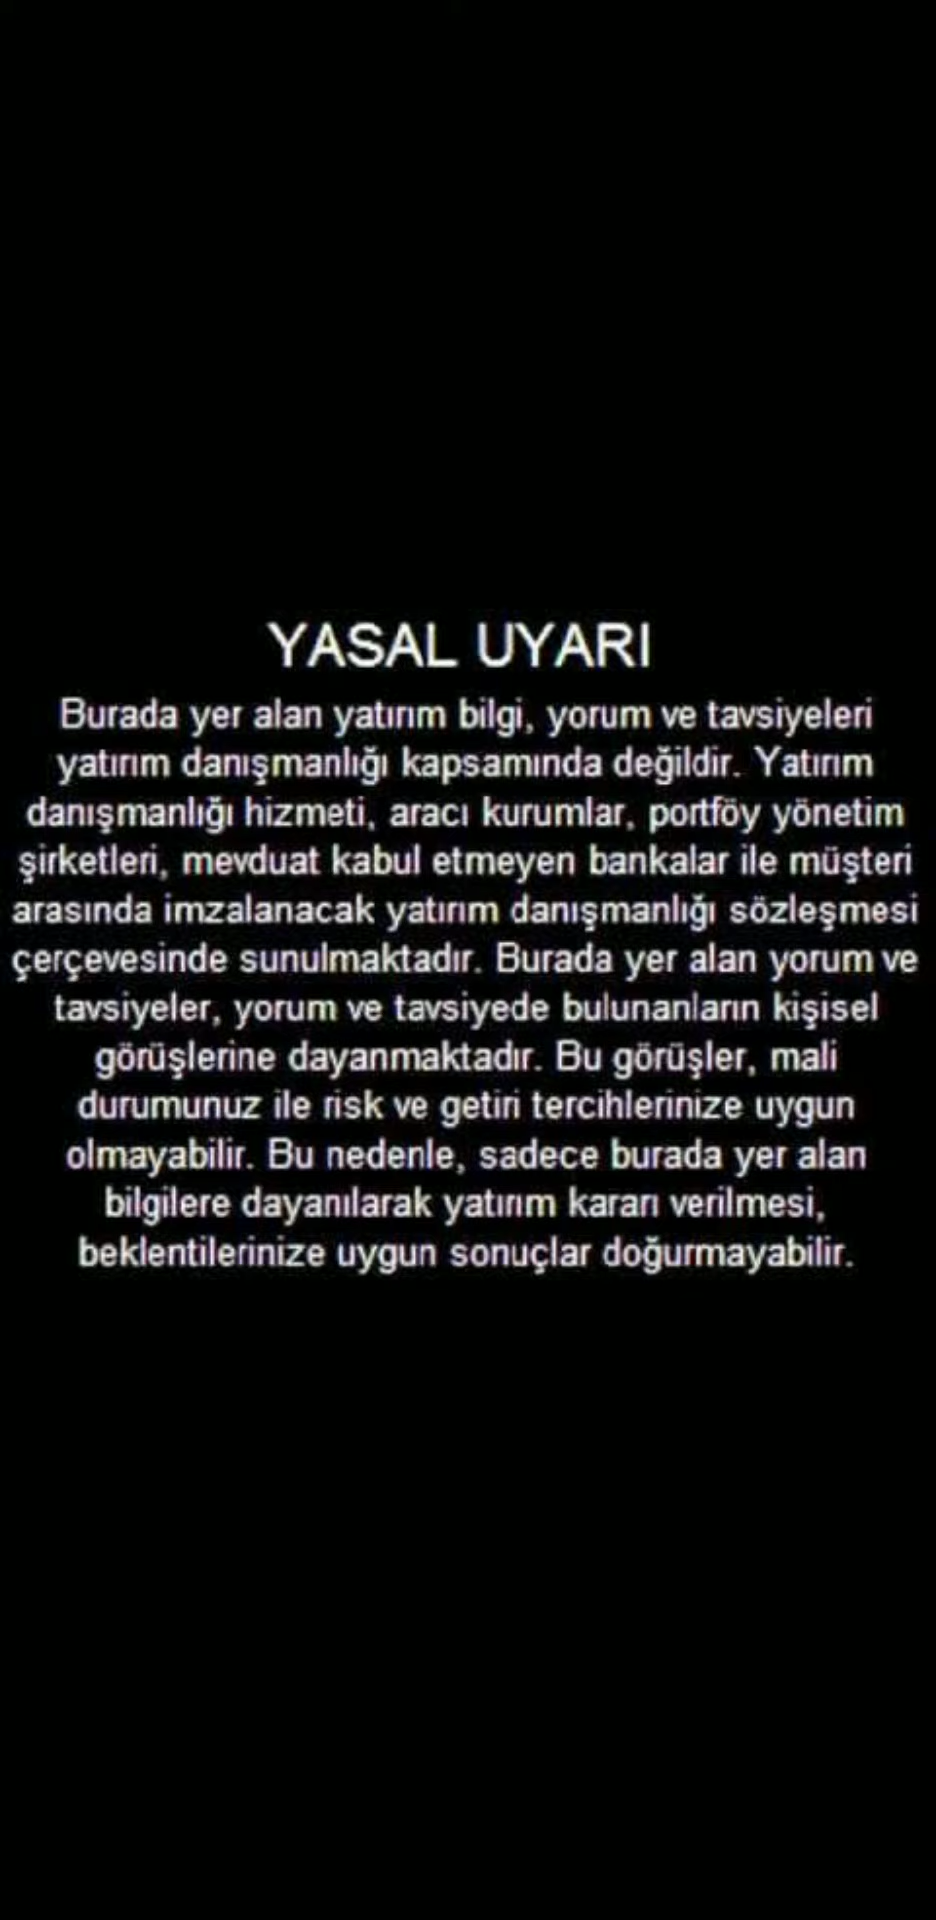 YASAL UYARI
Burada yer alan yatırım bilgi, yorum ve tavsiyeleri
yatırım danışmanlığı kapsamında değildir. Yatırım
danışmanlığı hizmeti, aracı kurumlar, portföy yönetim
şirketleri, mevduat kabul etmeyen bankalar ile müşteri
arasında imzalanacak yatırım danışmanlığı sözleşmesi
çerçevesinde sunulmaktadır. Burada yer alan yorum ve
tavsiyeler, yorum ve tavsiyede bulunanların kişisel
görüşlerine dayanmaktadır. Bu görüşler, mali
durumunuz ile risk ve getiri tercihlerinize uygun
olmayabilir. Bu nedenle, sadece burada yer alan
bilgilere dayanılarak yatırım kararı verilmesi,
beklentilerinize uygun sonuçlar doğurmayabilir.